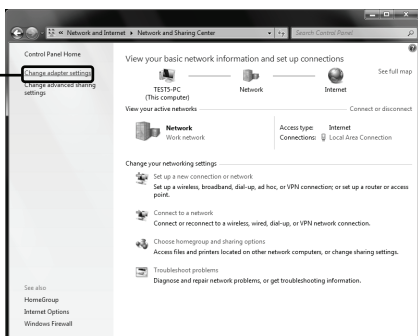 « Network and Internet ▸ Network and Sharing Center
Search Control Panel
Control Panel Home
Change adapter settings
Change advanced sharing
settings
View your basic network information and set up connections
See full map
TEST5-PC
(This computer)
Network
Internet
View your active networks
Connect or disconnect
Network
Work network
Access type: Internet
Connections: Local Area Connection
Change your networking settings
Set up a new connection or network
Set up a wireless, broadband, dial-up, ad hoc, or VPN connection; or set up a router or access
point.
Connect to a network
Connect or reconnect to a wireless, wired, dial-up, or VPN network connection.
Choose homegroup and sharing options
Access files and printers located on other network computers, or change sharing settings.
Troubleshoot problems
Diagnose and repair network problems, or get troubleshooting information.
See also
HomeGroup
Internet Options
Windows Firewall